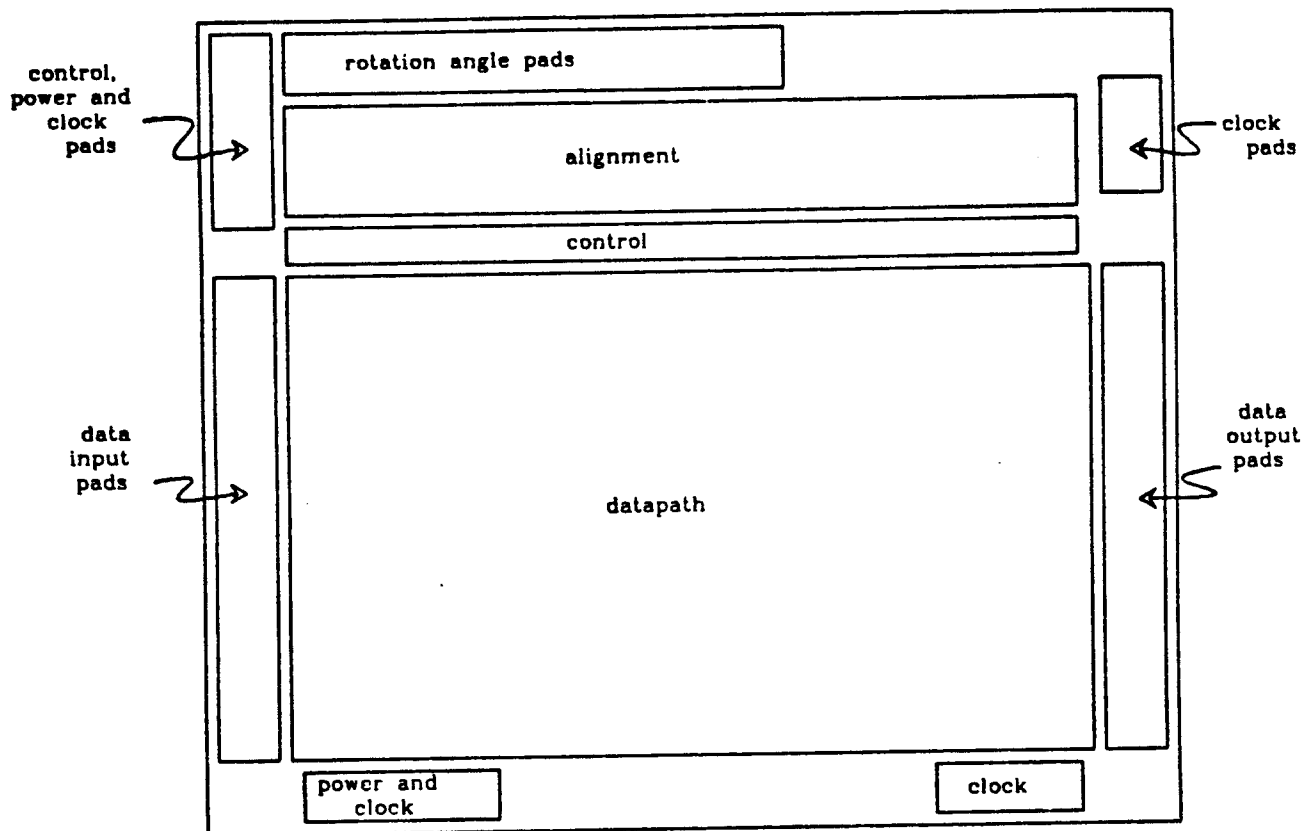 rotation angle pads
control,
power and
clock
pads
clock
pads
alignment
control
data
input
pads
data
output
pads
datapath
power and
clock
clock